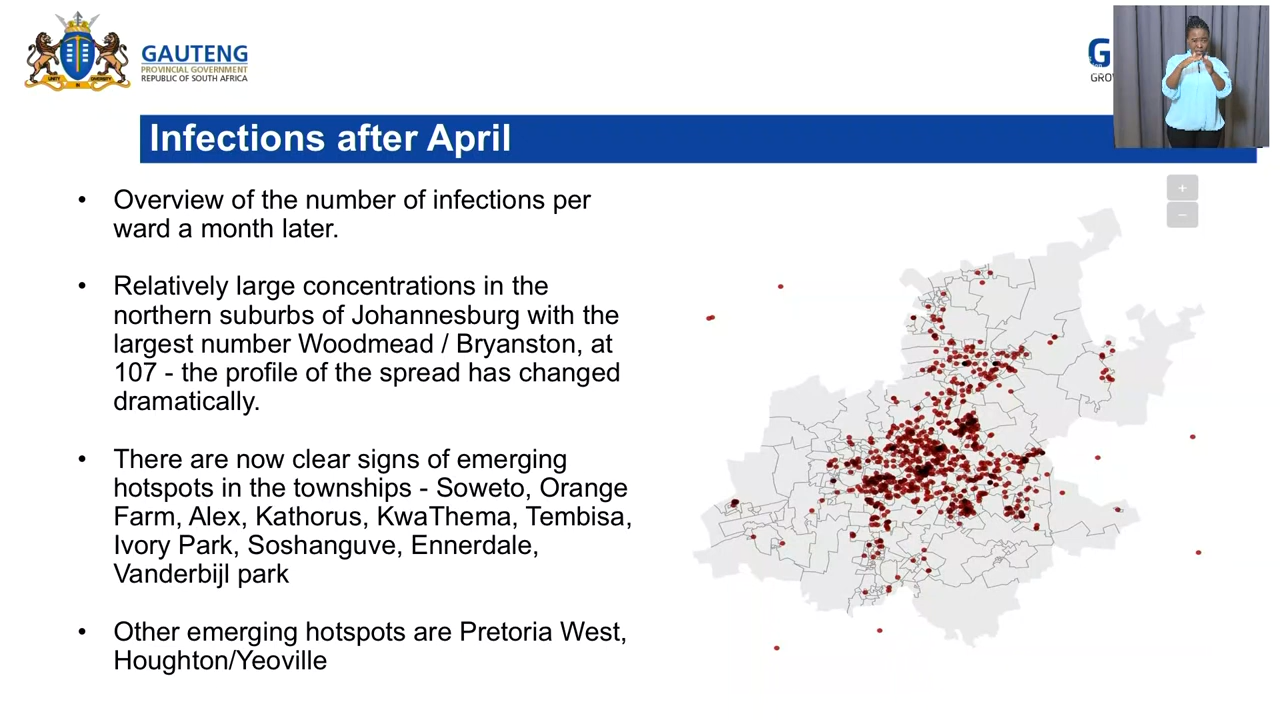 GAUTENG
PROVINCIAL GOVERNMENT
REPUBLIC OF SOUTH AFRICA
UNITY IN DIVERSITY
Infections after April
• Overview of the number of infections per
ward a month later.
• Relatively large concentrations in the
northern suburbs of Johannesburg with the
largest number Woodmead / Bryanston, at
107 - the profile of the spread has changed
dramatically.
• There are now clear signs of emerging
hotspots in the townships - Soweto, Orange
Farm, Alex, Kathorus, KwaThema, Tembisa,
Ivory Park, Soshanguve, Ennerdale,
Vanderbijl park
• Other emerging hotspots are Pretoria West,
Houghton/Yeoville
+
−